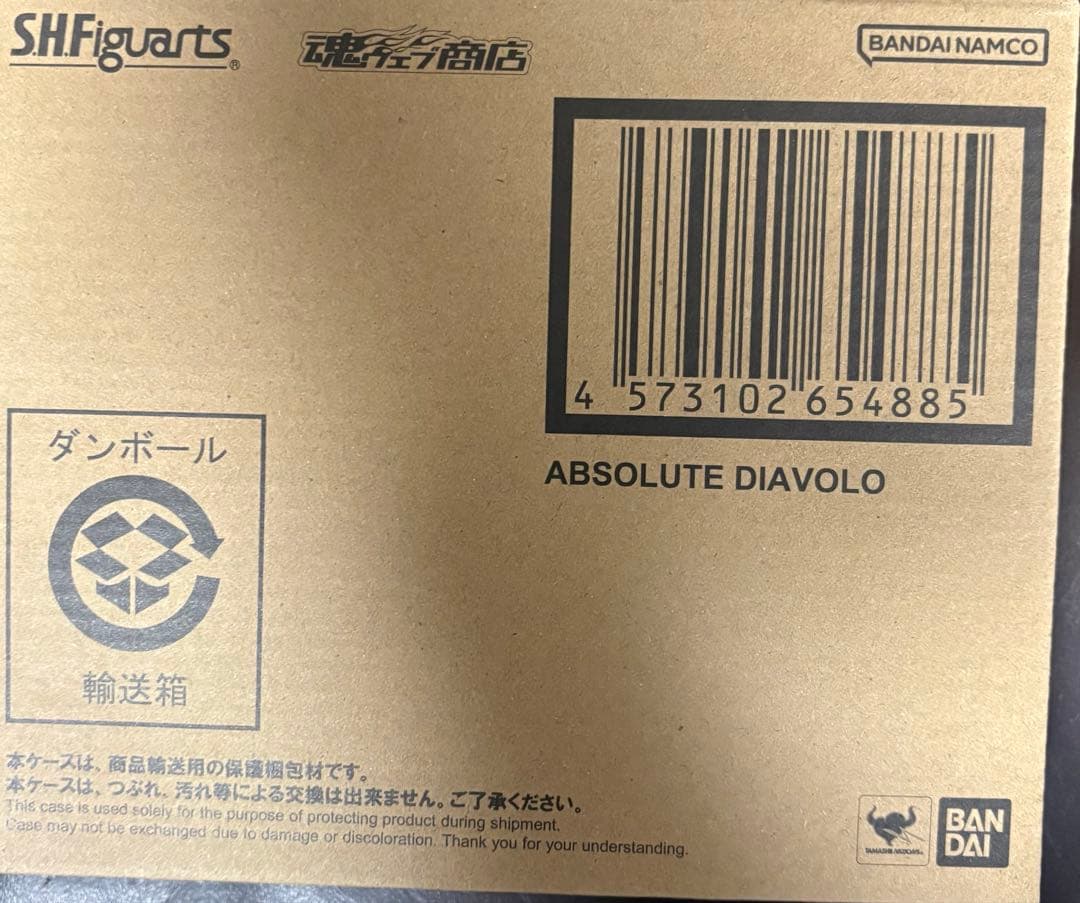 S.H.Figuarts®
魂ウェブ商店
BANDAI NAMCO
4 573102 654885
ABSOLUTE DIAVOLO
ダンボール
輸送箱
本ケースは、商品輸送用の保護梱包材です。
本ケースは、つぶれ、汚れ等による交換は出来ません。ご了承ください。
This case is used solely for the purpose of protecting product during shipment.
Case may not be exchanged due to damage or discoloration. Thank you for your understanding.
TAMASHII NATIONS
BAN
DAI